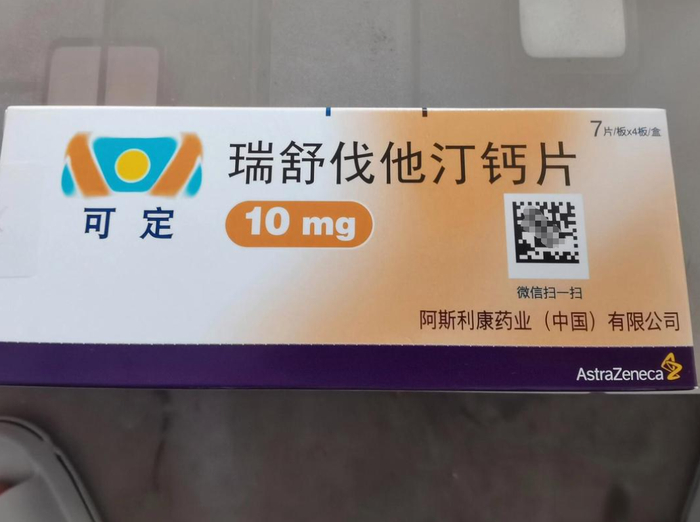 7片/板x4板/盒
瑞舒伐他汀钙片
可定
10 mg
微信扫一扫
阿斯利康药业（中国）有限公司
AstraZeneca